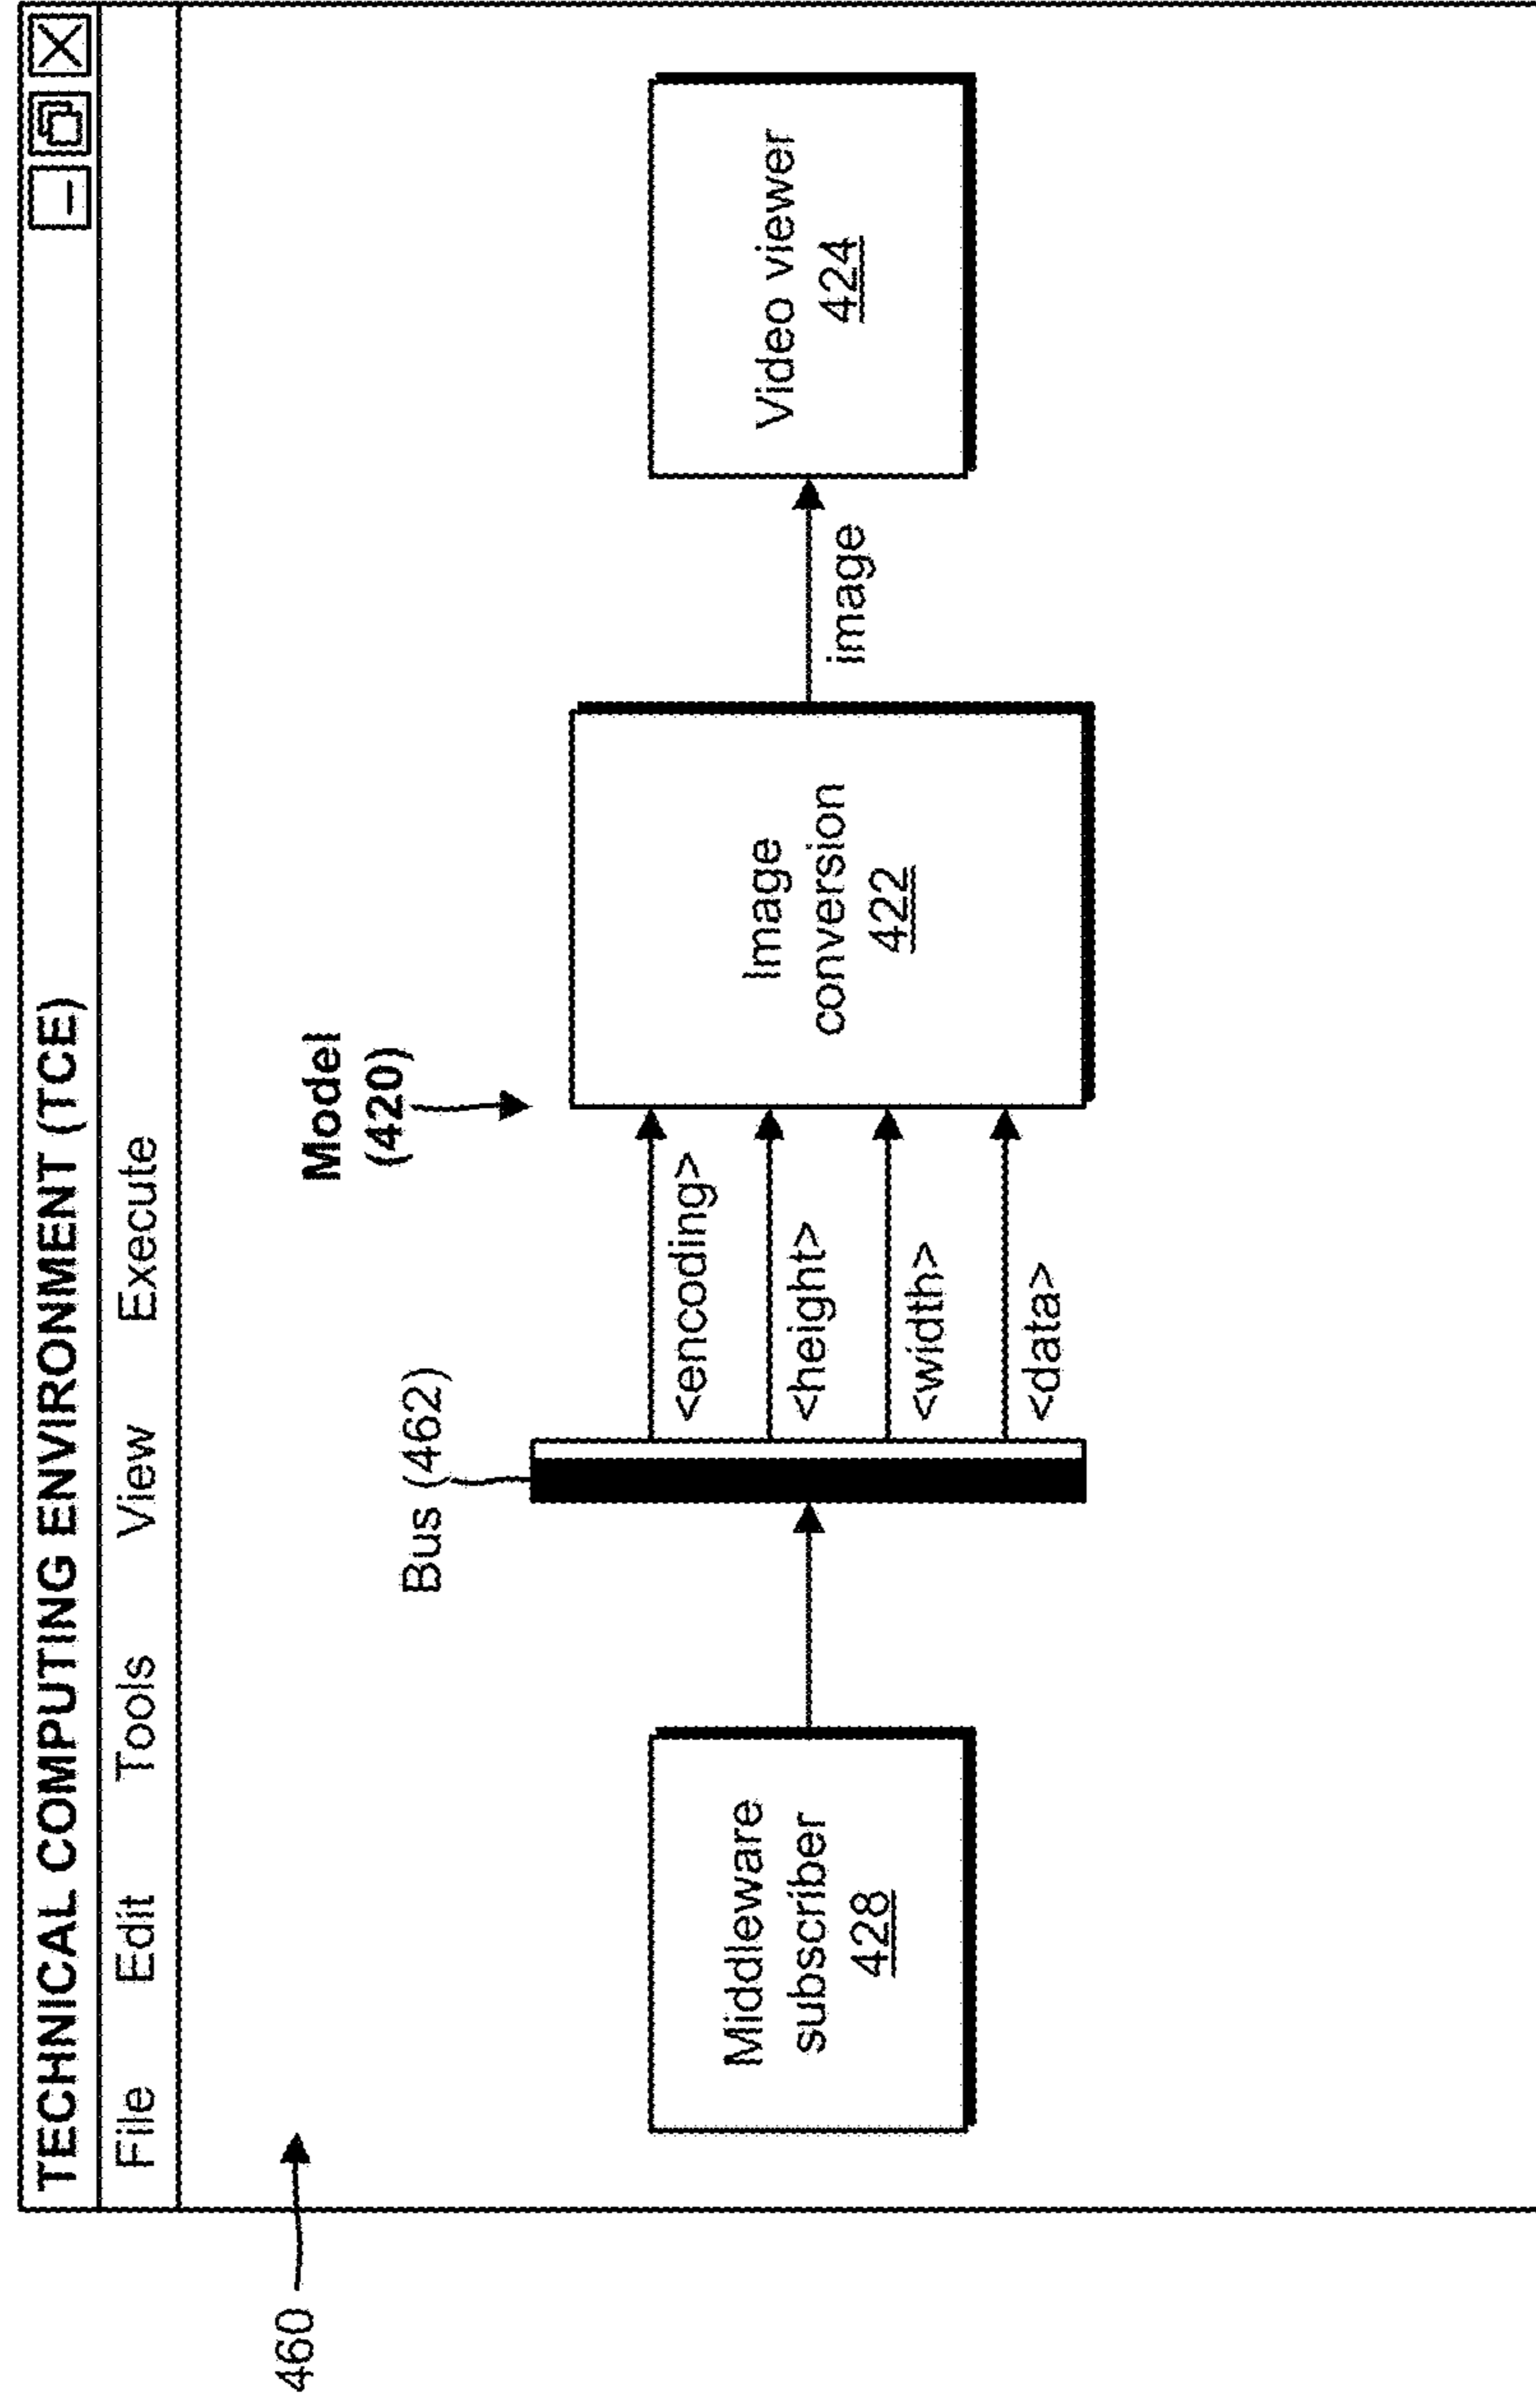 TECHNICAL COMPUTING ENVIRONMENT (TCE)
File Edit Tools View Execute
460
Model
(420)
Bus (462)
Middleware
subscriber
428
<encoding>
<height>
<width>
<data>
Image
conversion
422
image
Video viewer
424